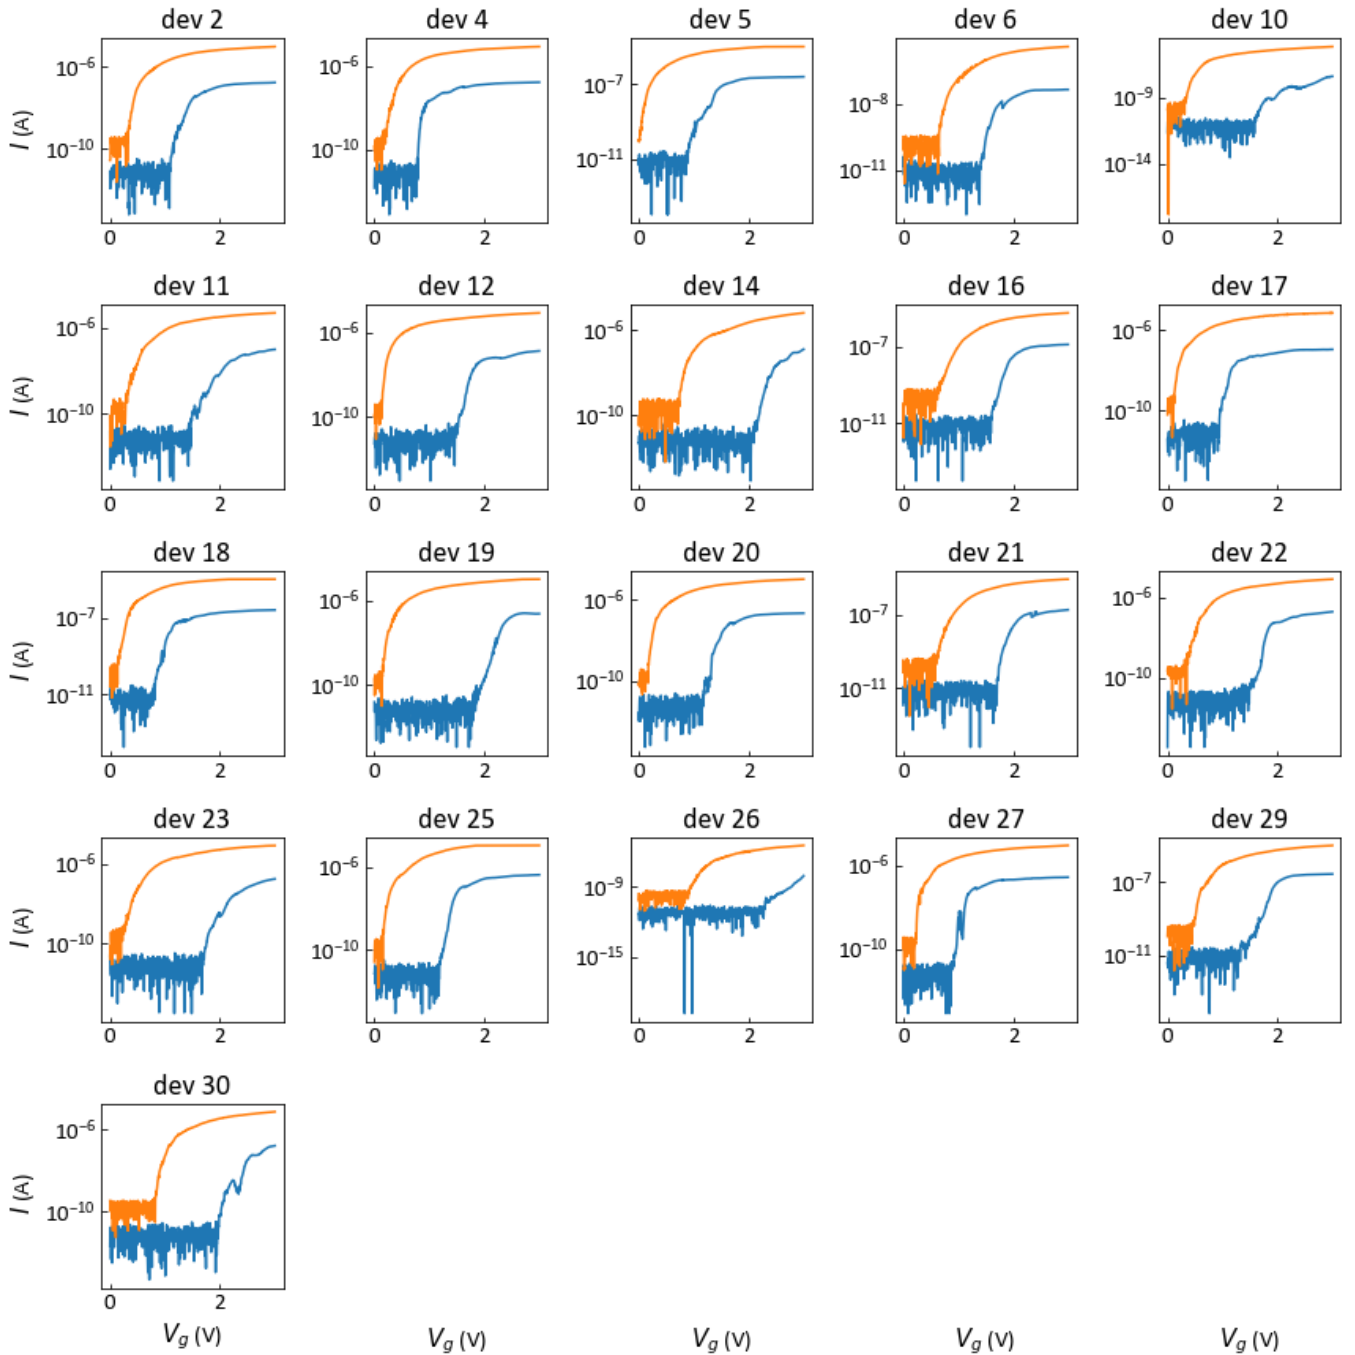 dev 2 dev 4 dev 5 dev 6 dev 10
I (A) 10⁻⁶ 10⁻¹⁰ 10⁻⁶ 10⁻¹⁰ 10⁻⁷ 10⁻¹¹ 10⁻⁸ 10⁻¹¹ 10⁻⁹ 10⁻¹⁴
0 2 0 2 0 2 0 2 0 2
dev 11 dev 12 dev 14 dev 16 dev 17
I (A) 10⁻⁶ 10⁻¹⁰ 10⁻⁶ 10⁻¹⁰ 10⁻⁶ 10⁻¹⁰ 10⁻⁷ 10⁻¹¹ 10⁻⁶ 10⁻¹⁰
0 2 0 2 0 2 0 2 0 2
dev 18 dev 19 dev 20 dev 21 dev 22
I (A) 10⁻⁷ 10⁻¹¹ 10⁻⁶ 10⁻¹⁰ 10⁻⁶ 10⁻¹⁰ 10⁻⁷ 10⁻¹¹ 10⁻⁶ 10⁻¹⁰
0 2 0 2 0 2 0 2 0 2
dev 23 dev 25 dev 26 dev 27 dev 29
I (A) 10⁻⁶ 10⁻¹⁰ 10⁻⁶ 10⁻¹⁰ 10⁻⁹ 10⁻¹⁵ 10⁻⁶ 10⁻¹⁰ 10⁻⁷ 10⁻¹¹
0 2 0 2 0 2 0 2 0 2
dev 30
I (A) 10⁻⁶ 10⁻¹⁰
0 2
V_g (V) V_g (V) V_g (V) V_g (V) V_g (V)